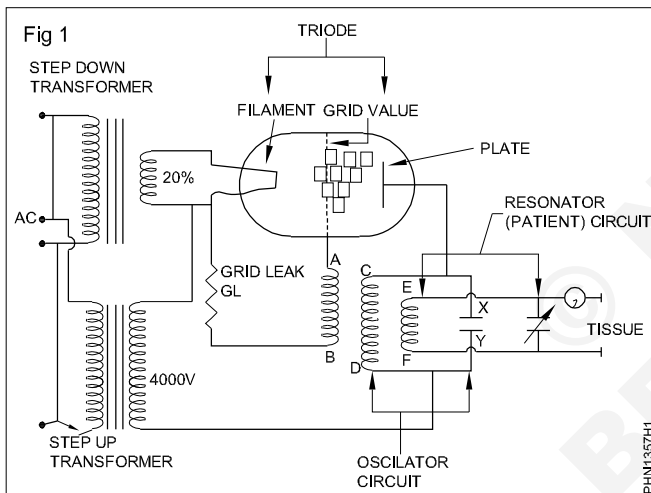 Fig 1
TRIODE
STEP DOWN
TRANSFORMER
FILAMENT GRID VALUE
PLATE
20%
RESONATOR
(PATIENT) CIRCUIT
AC
GRID LEAK
GL
A
B
C
D
E
F
X
Y
TISSUE
4000V
STEP UP
TRANSFORMER
OSCILATOR
CIRCUIT
PHN1357H1